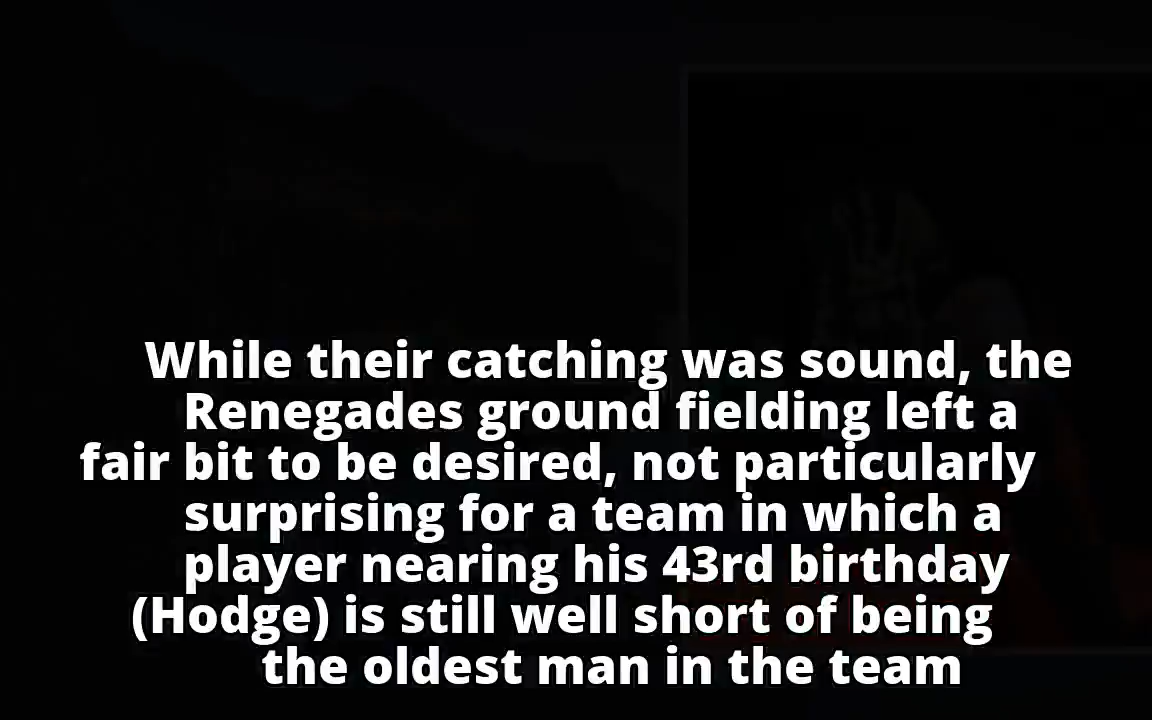 While their catching was sound, the
Renegades ground fielding left a
fair bit to be desired, not particularly
surprising for a team in which a
player nearing his 43rd birthday
(Hodge) is still well short of being
the oldest man in the team